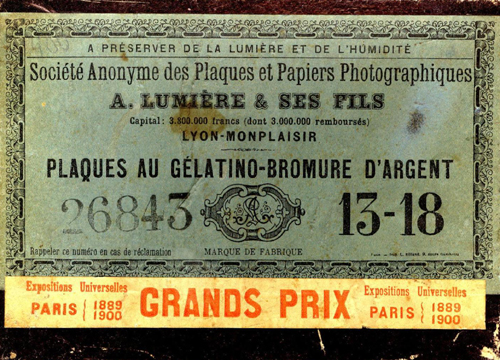 A PRÉSERVER DE LA LUMIÈRE ET DE L'HUMIDITÉ
Société Anonyme des Plaques et Papiers Photographiques
A. LUMIÈRE & SES FILS
Capital: 3.800.000 francs (dont 3.000.000 remboursés)
LYON-MONPLAISIR
PLAQUES AU GÉLATINO-BROMURE D'ARGENT
26843 13-18
Rappeler ce numéro en cas de réclamation MARQUE DE FABRIQUE
Expositions Universelles
PARIS 1889 1900
GRANDS PRIX
Expositions Universelles
PARIS 1889 1900